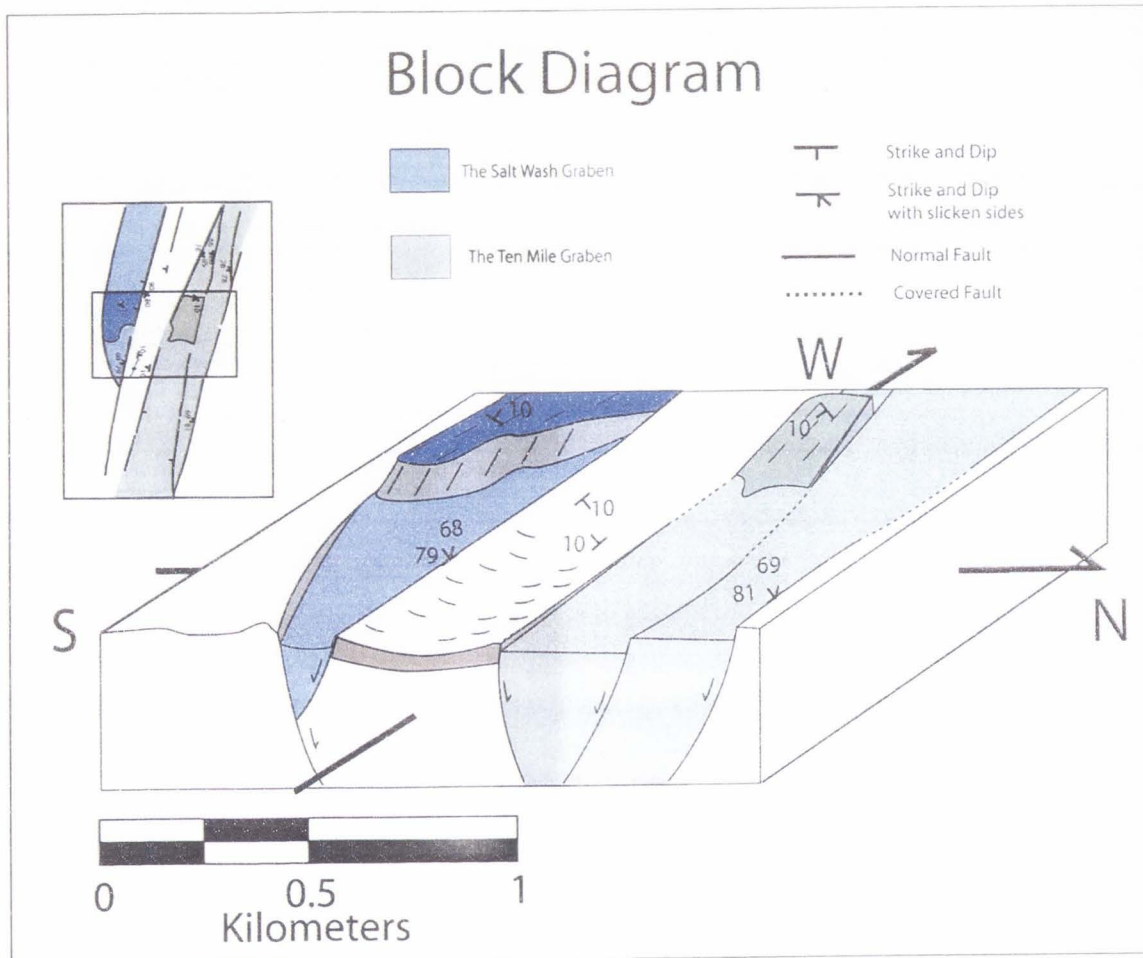 Block Diagram
The Salt Wash Graben
The Ten Mile Graben
Strike and Dip
Strike and Dip
with slicken sides
Normal Fault
Covered Fault
W
10
10
68
79
10
10
69
81
S
N
0
0.5
1
Kilometers